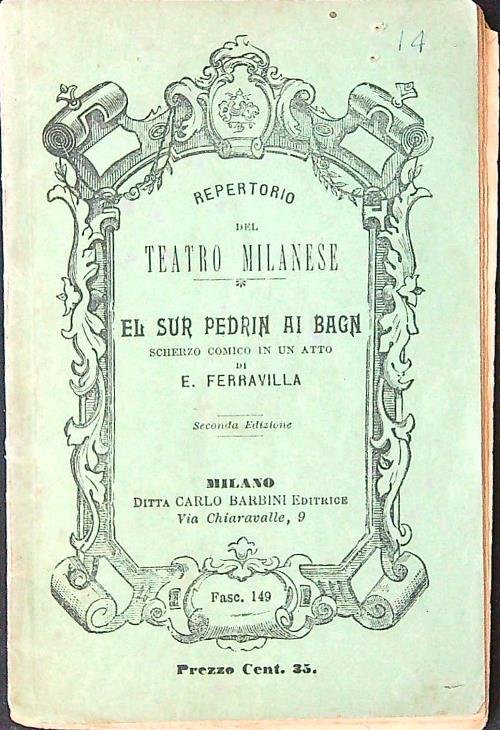 14
REPERTORIO
DEL
TEATRO MILANESE
EL SUR PEDRIN AI BAGN
SCHERZO COMICO IN UN ATTO
DI
E. FERRAVILLA
Seconda Edizione
MILANO
DITTA CARLO BARBINI EDITRICE
Via Chiaravalle, 9
Fasc. 149
Prezzo Cent. 35.